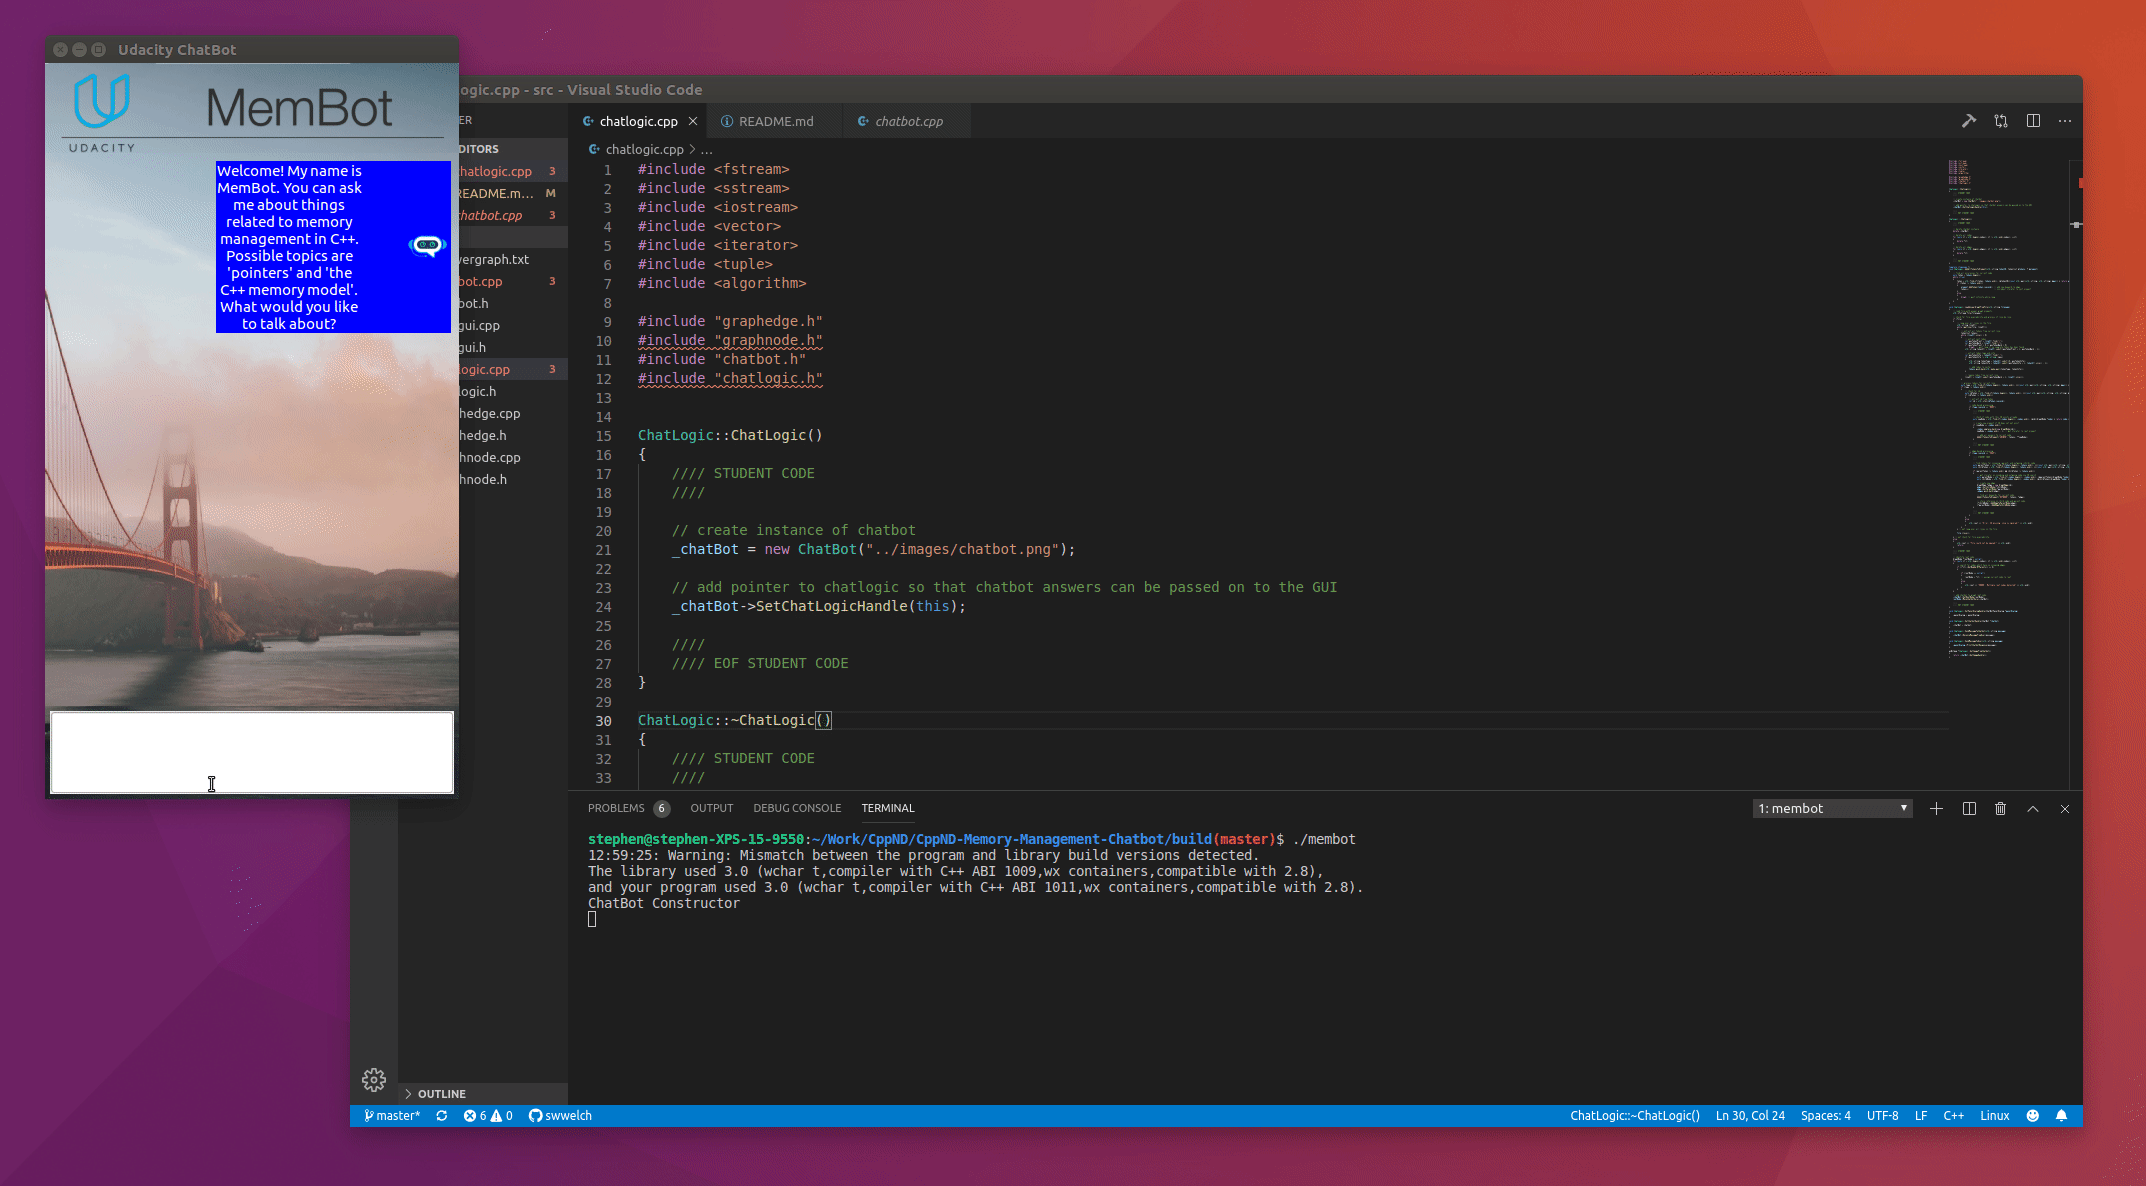 Udacity ChatBot
MemBot
UDACITY
Welcome! My name is
MemBot. You can ask
me about things
related to memory
management in C++.
Possible topics are
'pointers' and 'the
C++ memory model'.
What would you like
to talk about?
ogic.cpp - src - Visual Studio Code
ER
DITORS
chatlogic.cpp 3
README.m... M
chatbot.cpp 3
vergraph.txt
bot.cpp 3
bot.h
gui.cpp
gui.h
logic.cpp 3
logic.h
hedge.cpp
hedge.h
hnode.cpp
hnode.h
OUTLINE
chatlogic.cpp README.md chatbot.cpp
chatlogic.cpp > ...
1 #include <fstream>
2 #include <sstream>
3 #include <iostream>
4 #include <vector>
5 #include <iterator>
6 #include <tuple>
7 #include <algorithm>
8
9 #include "graphedge.h"
10 #include "graphnode.h"
11 #include "chatbot.h"
12 #include "chatlogic.h"
13
14
15 ChatLogic::ChatLogic()
16 {
17 //// STUDENT CODE
18 ////
19
20 // create instance of chatbot
21 _chatBot = new ChatBot("../images/chatbot.png");
22
23 // add pointer to chatlogic so that chatbot answers can be passed on to the GUI
24 _chatBot->SetChatLogicHandle(this);
25
26 ////
27 //// EOF STUDENT CODE
28 }
29
30 ChatLogic::~ChatLogic()
31 {
32 //// STUDENT CODE
33 ////
PROBLEMS 6 OUTPUT DEBUG CONSOLE TERMINAL 1: membot
stephen@stephen-XPS-15-9550:~/Work/CppND/CppND-Memory-Management-Chatbot/build(master)$ ./membot
12:59:25: Warning: Mismatch between the program and library build versions detected.
The library used 3.0 (wchar t,compiler with C++ ABI 1009,wx containers,compatible with 2.8),
and your program used 3.0 (wchar t,compiler with C++ ABI 1011,wx containers,compatible with 2.8).
ChatBot Constructor
master* 6 0 swwelch ChatLogic::~ChatLogic() Ln 30, Col 24 Spaces: 4 UTF-8 LF C++ Linux